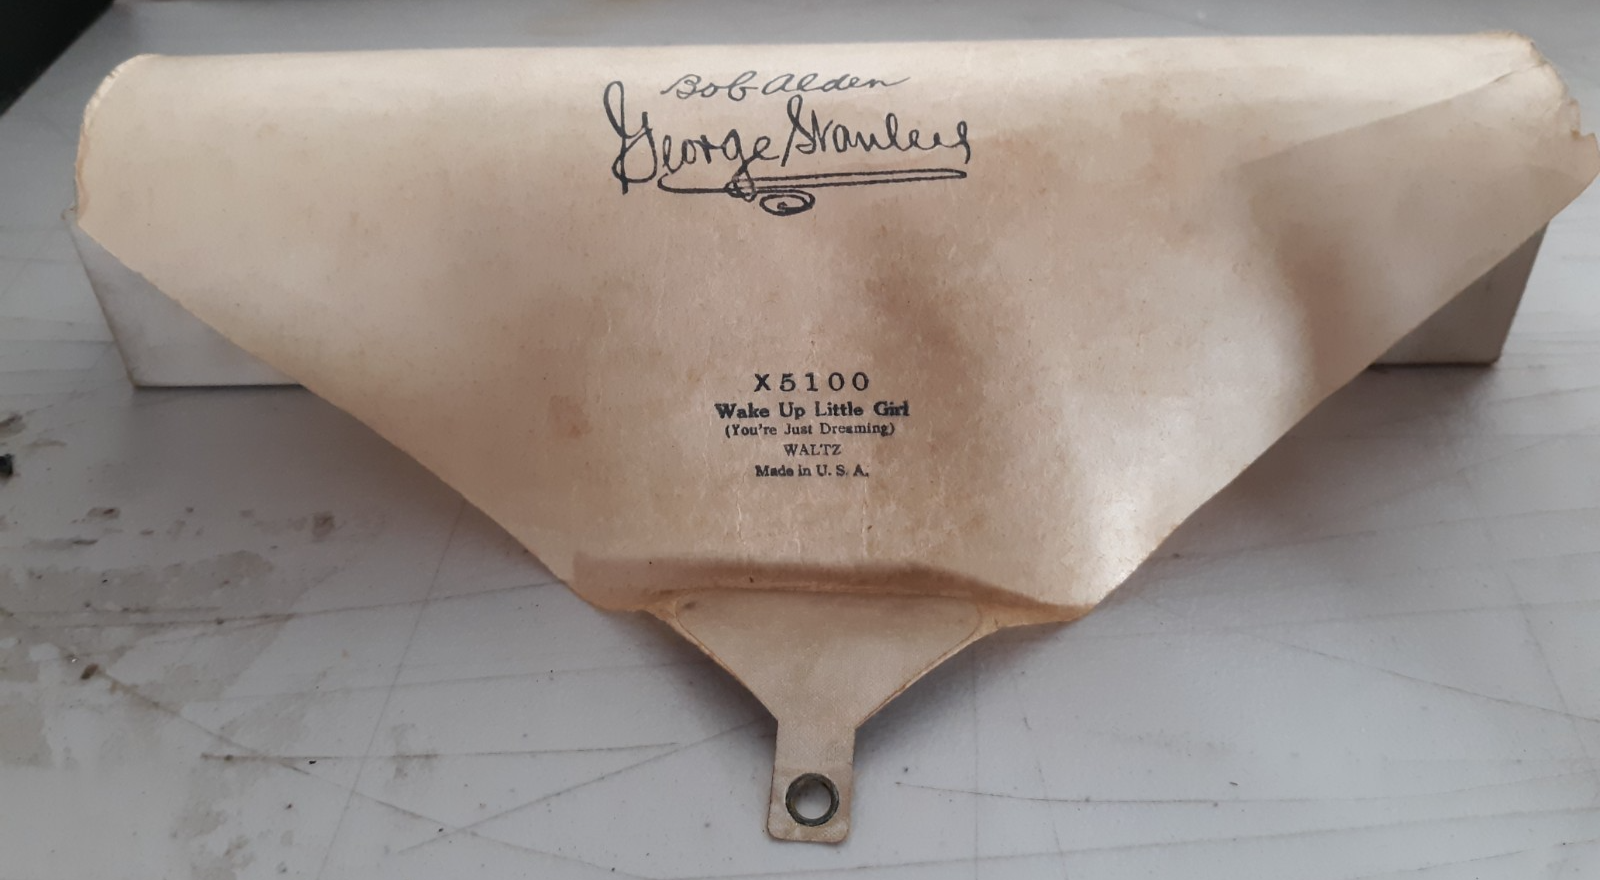 Bob Alden
George Stanley
X5100
Wake Up Little Girl
(You're Just Dreaming)
WALTZ
Made in U. S. A.